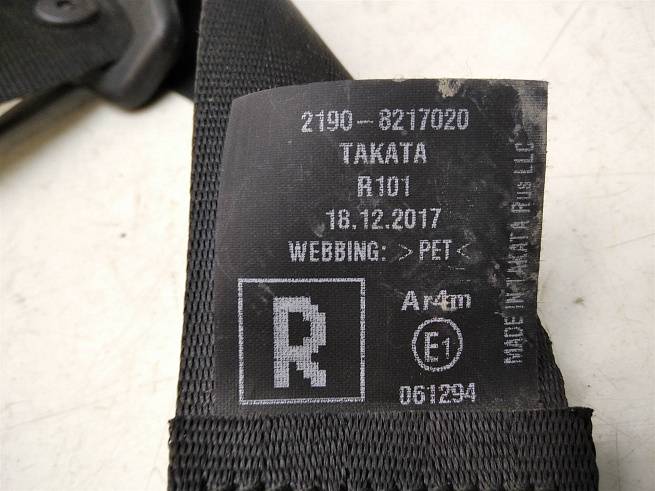 2190-8217020
TAKATA
R101
18.12.2017
WEBBING: >PET<
R
Ar4m
E1
061294
MADE IN TAKATA Rus LLC